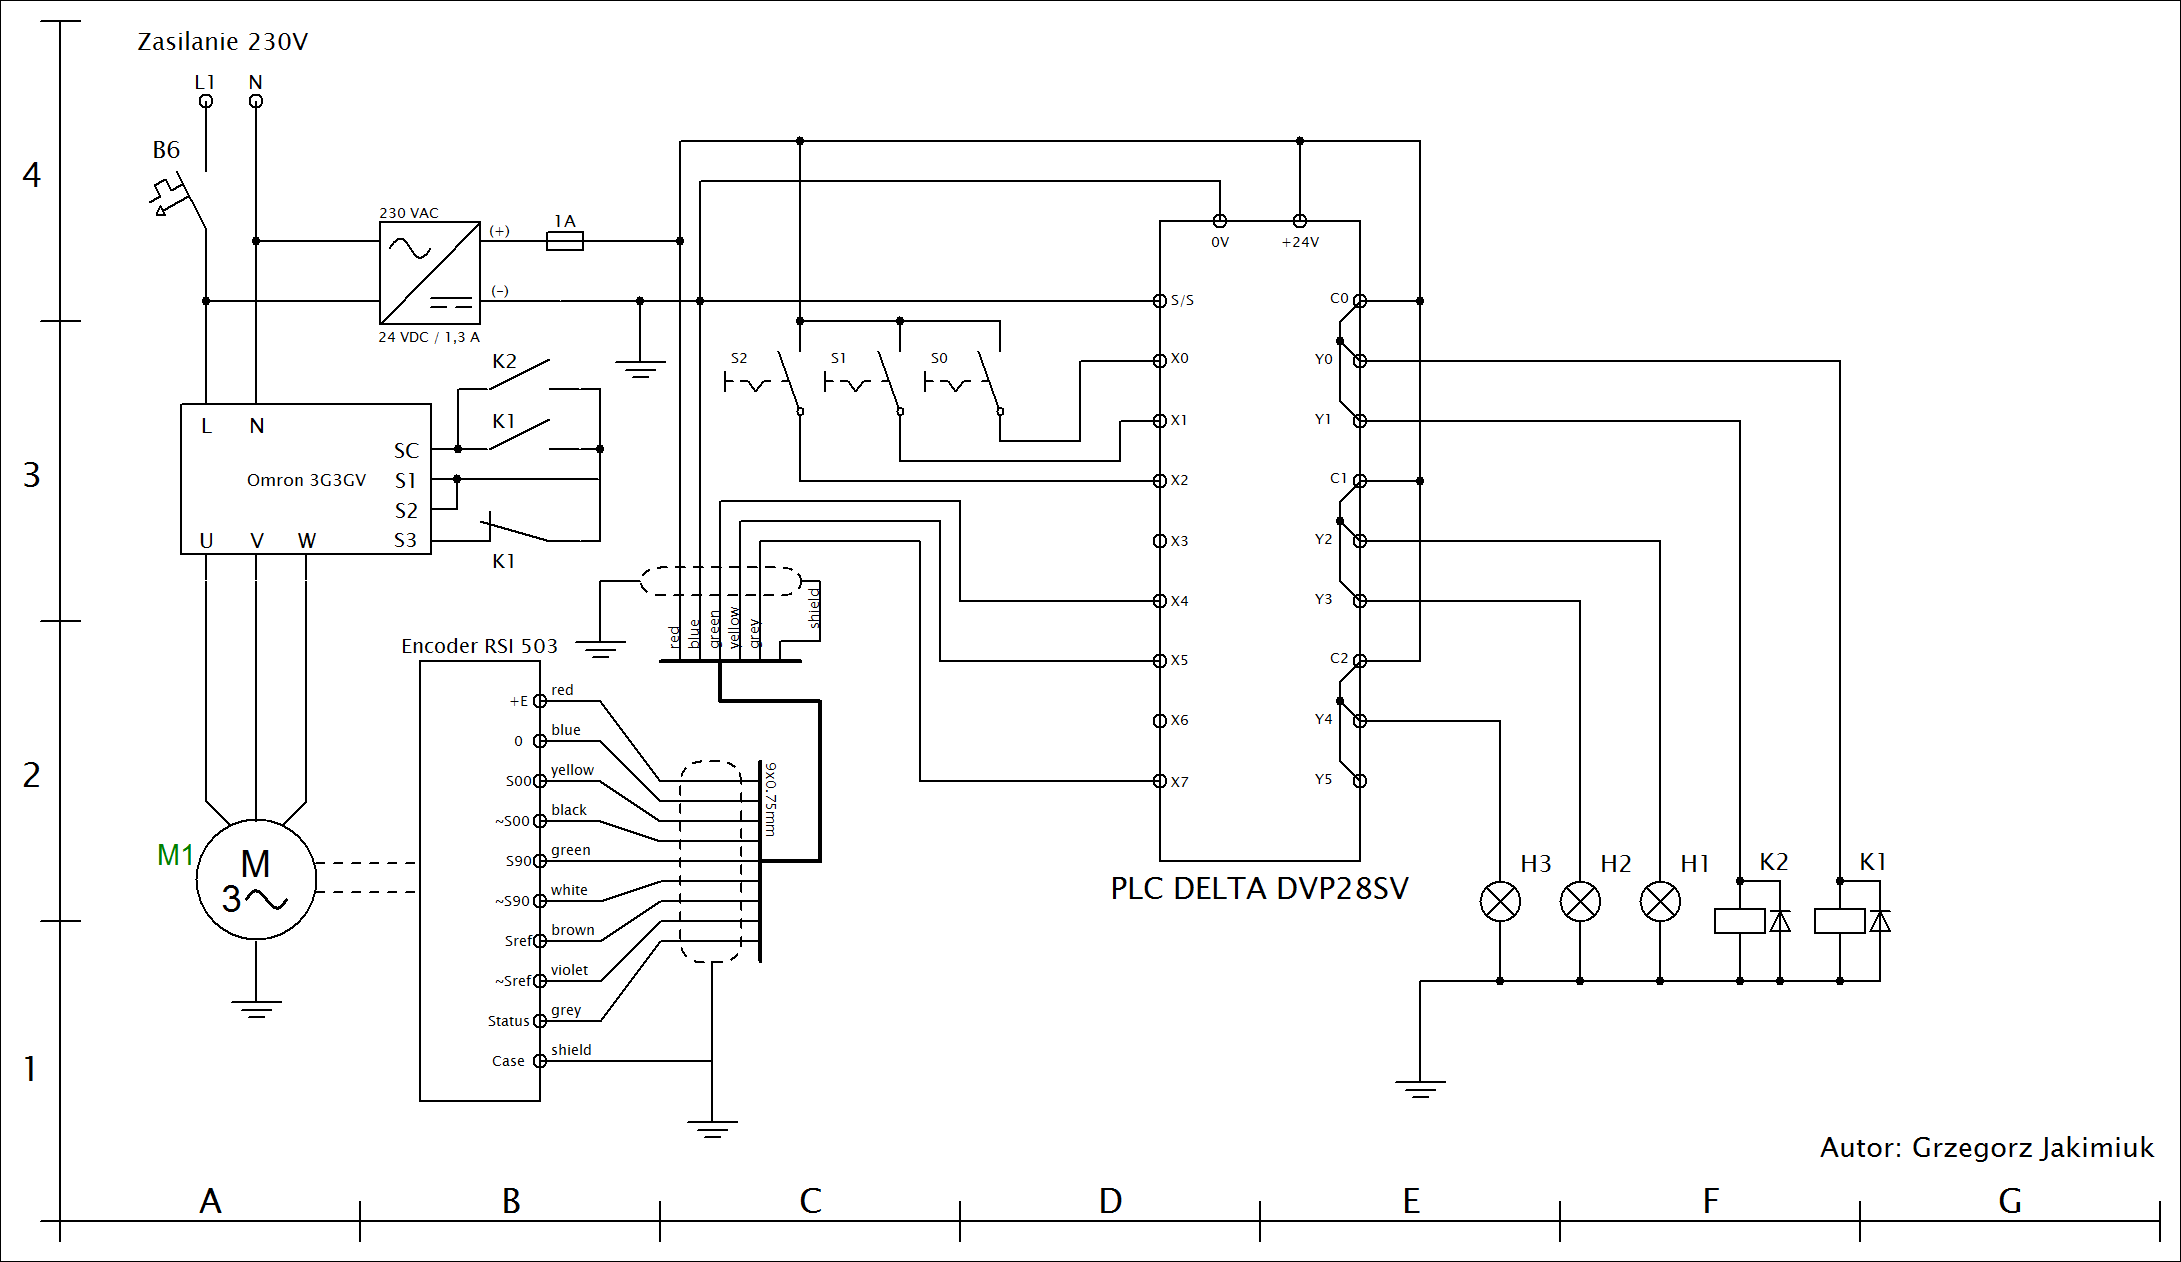 Zasilanie 230V
L1
N
B6
4
230 VAC
(+)
1A
(-)
24 VDC / 1,3 A
0V
+24V
S/S
C0
K2
S2
S1
S0
X0
Y0
K1
L
N
SC
X1
Y1
Omron 3G3GV
S1
3
X2
C1
S2
U
V
W
S3
K1
X3
Y2
X4
Y3
red
blue
green
yellow
grey
shield
Encoder RSI 503
X5
C2
+E
red
X6
Y4
0
blue
2
S00
yellow
9x0.75mm
X7
Y5
~S00
black
M1
M
3
S90
green
PLC DELTA DVP28SV
H3
H2
H1
K2
K1
~S90
white
Sref
brown
~Sref
violet
Status
grey
Case
shield
1
Autor: Grzegorz Jakimiuk
A
B
C
D
E
F
G